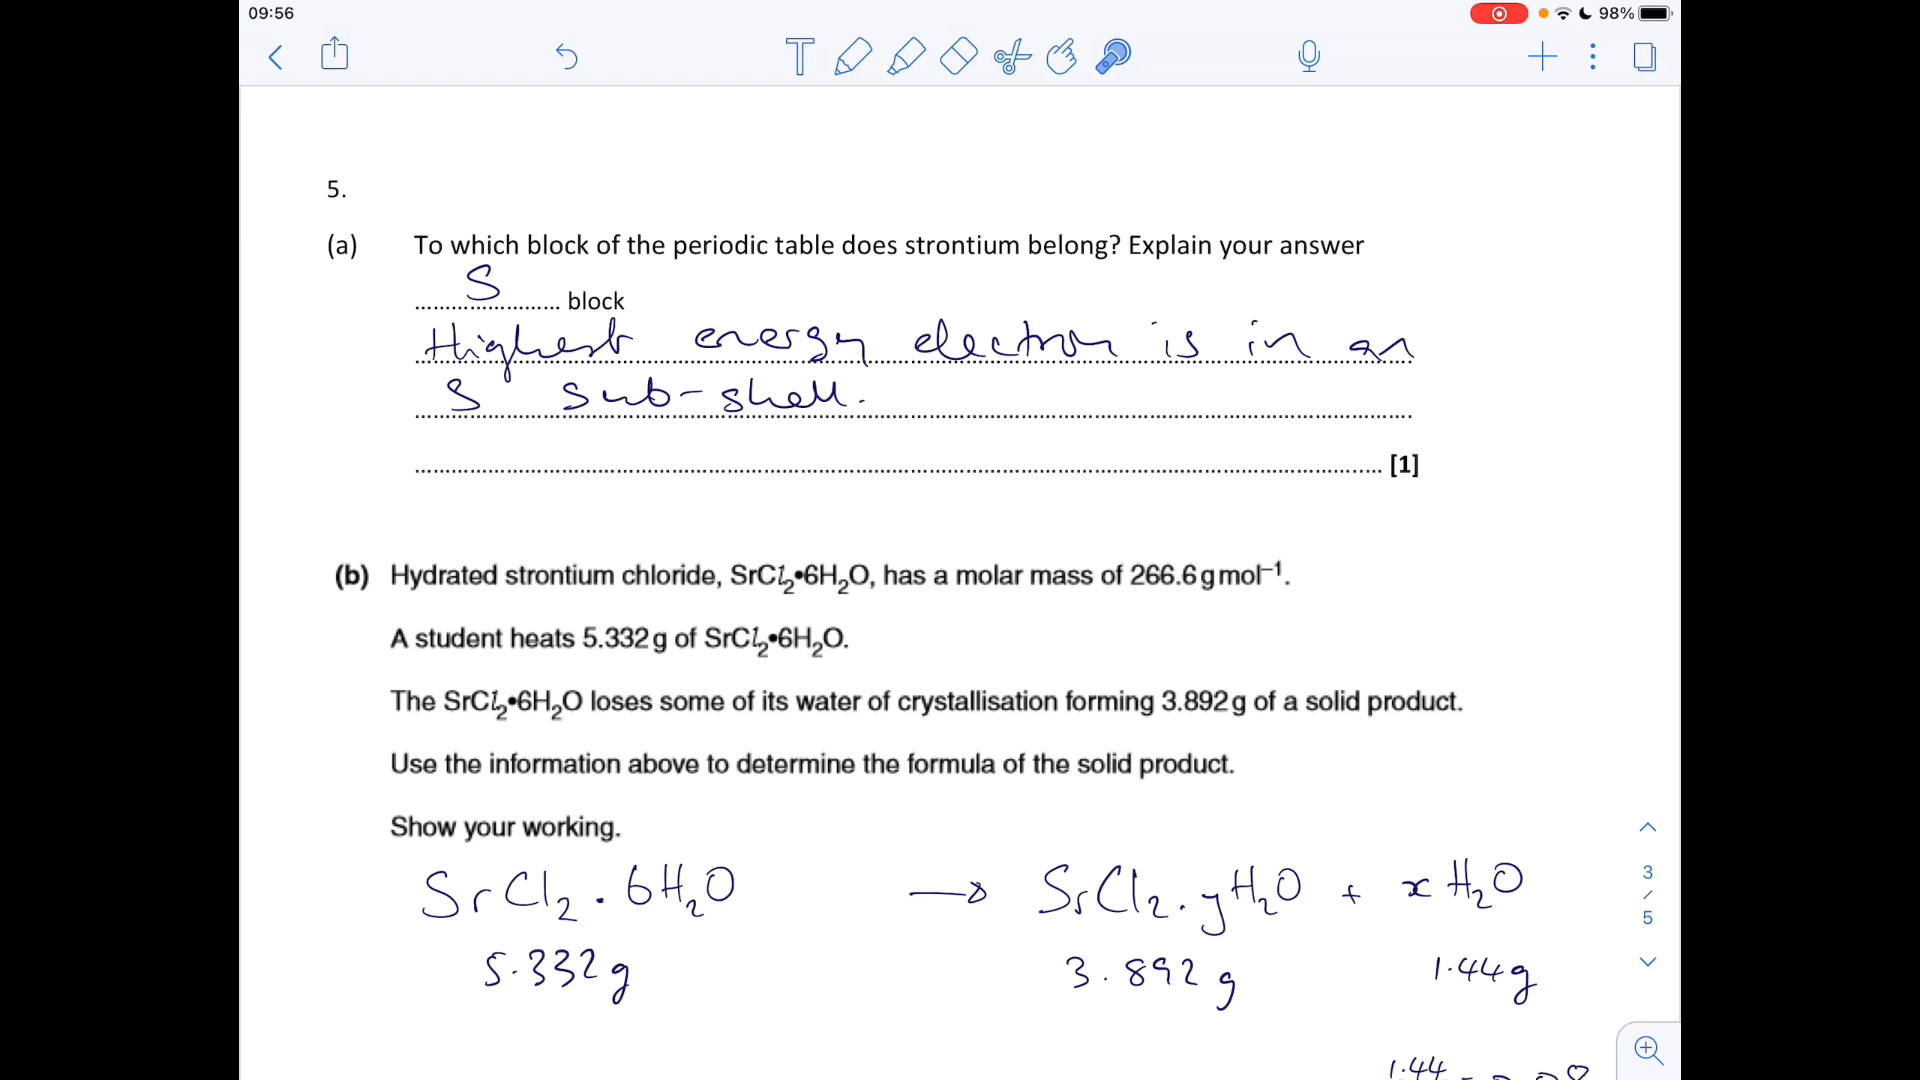 09:56
98%
T
5.
(a) To which block of the periodic table does strontium belong? Explain your answer
S
........................ block
Highest energy electron is in an
s sub-shell.
[1]
(b) Hydrated strontium chloride, SrCl₂•6H₂O, has a molar mass of 266.6 g mol⁻¹.
A student heats 5.332 g of SrCl₂•6H₂O.
The SrCl₂•6H₂O loses some of its water of crystallisation forming 3.892 g of a solid product.
Use the information above to determine the formula of the solid product.
Show your working.
SrCl₂ . 6H₂O → SrCl₂ . yH₂O + x H₂O
5.332g 3.892g 1.44g
3
/
5
1.44